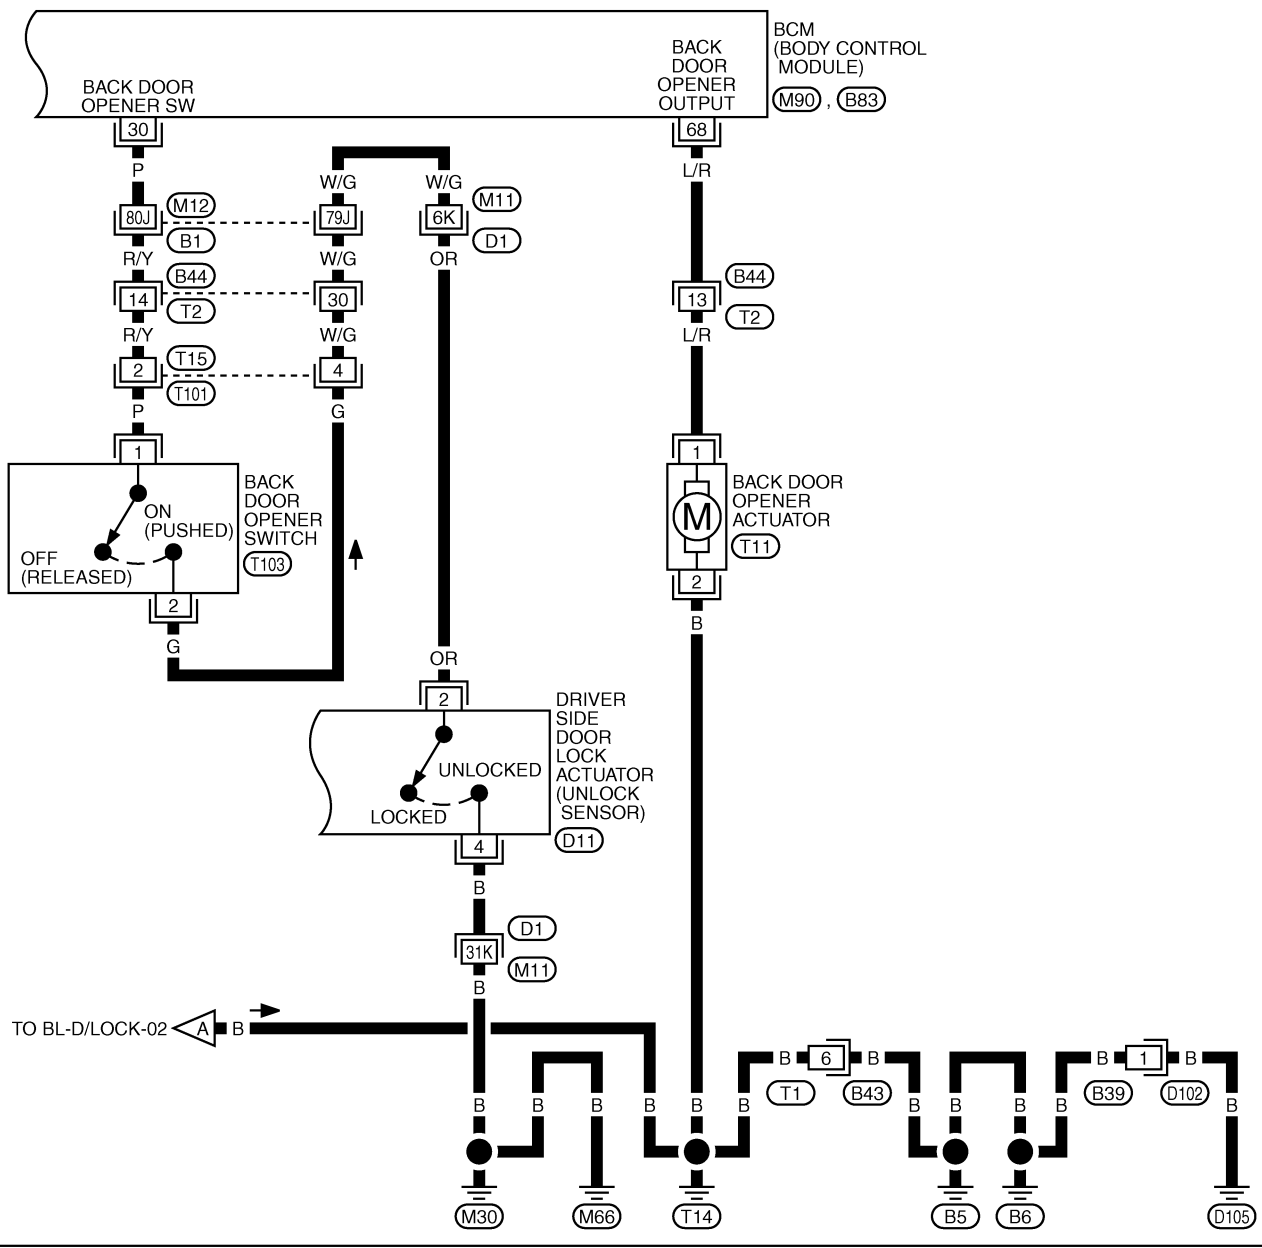 BCM
(BODY CONTROL
MODULE)
M90 , B83
BACK DOOR
OPENER SW
BACK
DOOR
OPENER
OUTPUT
30
68
P
W/G
W/G
L/R
80J
M12
B1
79J
6K
M11
D1
R/Y
W/G
OR
14
B44
T2
30
13
B44
T2
R/Y
W/G
L/R
2
T15
T101
4
P
G
1
1
BACK
DOOR
OPENER
SWITCH
T103
ON
(PUSHED)
OFF
(RELEASED)
M
BACK DOOR
OPENER
ACTUATOR
T11
2
2
G
B
OR
2
DRIVER
SIDE
DOOR
LOCK
ACTUATOR
(UNLOCK
SENSOR)
D11
UNLOCKED
LOCKED
4
B
D1
31K
M11
B
TO BL-D/LOCK-02
A
B
B
6
B
B
1
B
T1
B43
B39
D102
B
B
B
B
B
B
B
B
B
B
B
M30
M66
T14
B5
B6
D105